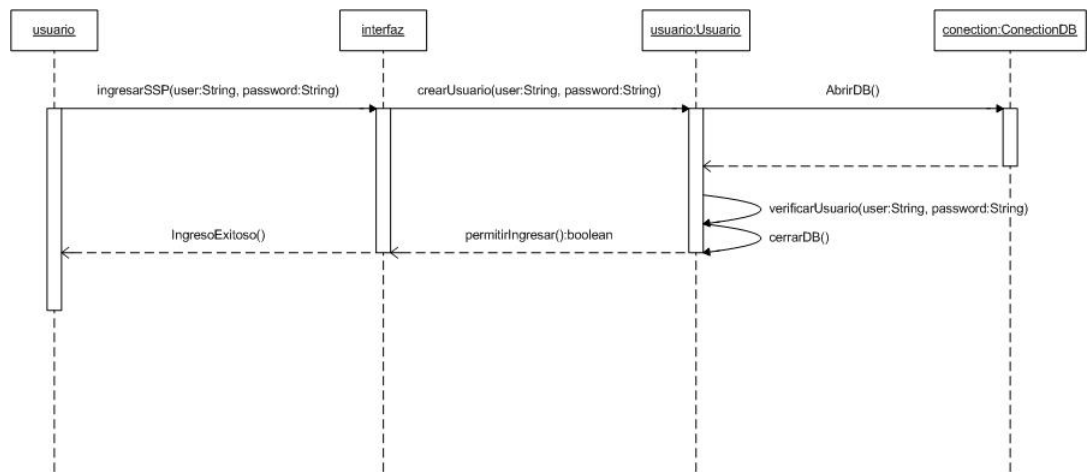 usuario
interfaz
usuario:Usuario
conection:ConectionDB
ingresarSSP(user:String, password:String)
crearUsuario(user:String, password:String)
AbrirDB()
verificarUsuario(user:String, password:String)
IngresoExitoso()
permitirIngresar():boolean
cerrarDB()